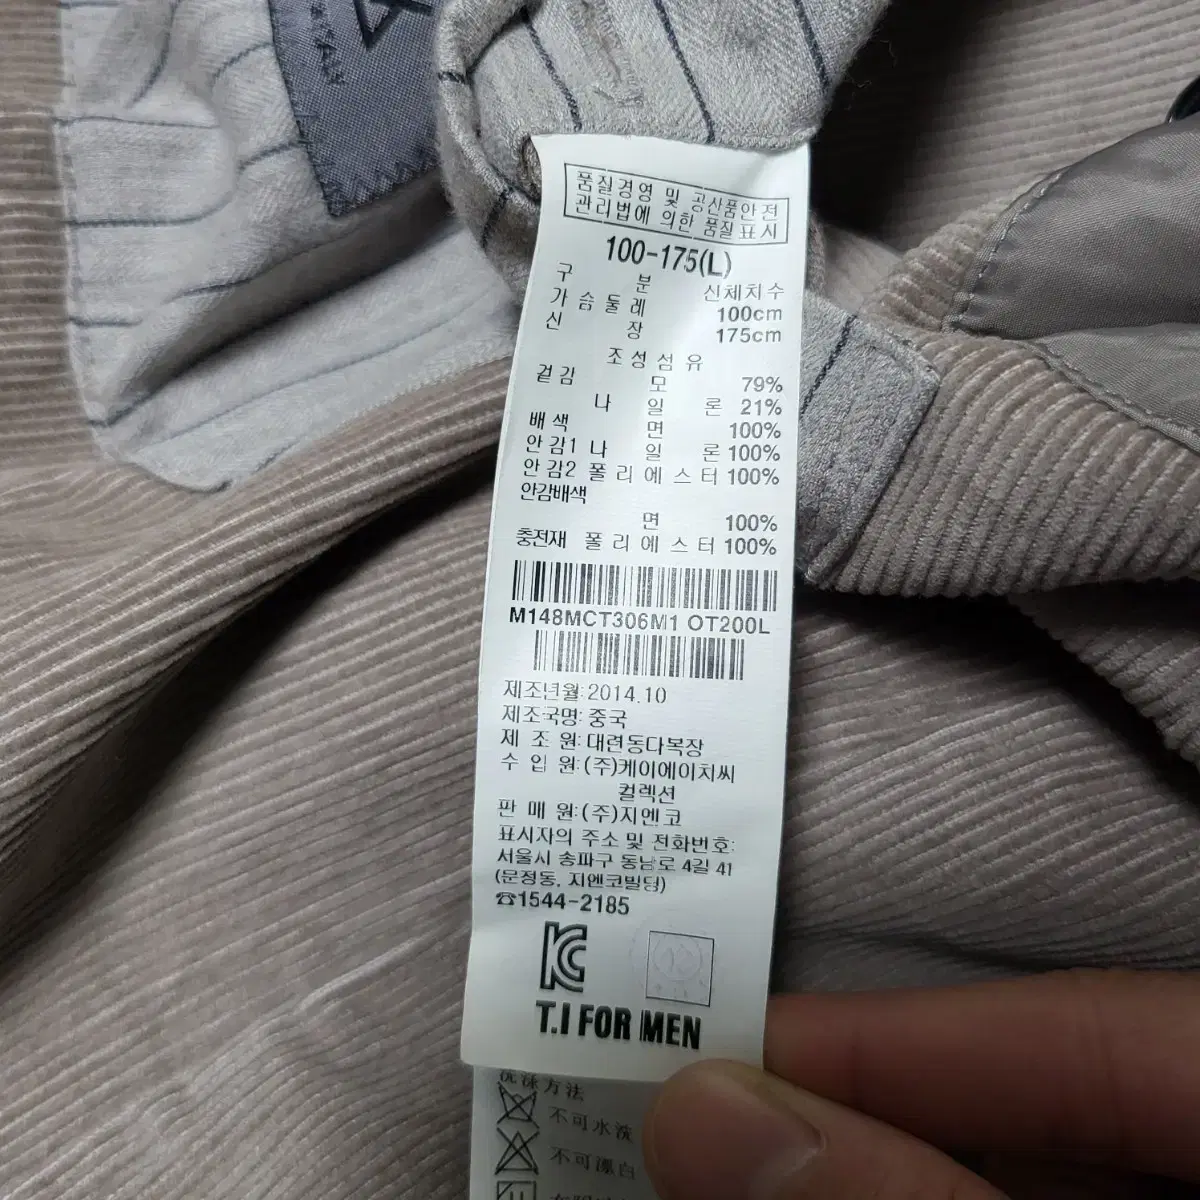 ITALY
품질경영 및 공산품안전
관리법에 의한 품질표시
100-175(L)
구 분 신체치수
가슴둘레 100cm
신 장 175cm
조성섬유
겉감 모 79%
나 일 론 21%
배색 면 100%
안감1 나 일 론 100%
안감2 폴리에스터 100%
안감배색
면 100%
충전재 폴리에스터 100%
M148MCT306M1 OT200L
제조년월:2014.10
제조국명:중국
제 조 원:대련동다복장
수 입 원:(주)케이에이치씨
컬렉션
판 매 원:(주)지엔코
표시자의 주소 및 전화번호:
서울시 송파구 동남로 4길 41
(문정동, 지엔코빌딩)
☎1544-2185
KC
T.I FOR MEN
洗涤方法
不可水洗
不可漂白